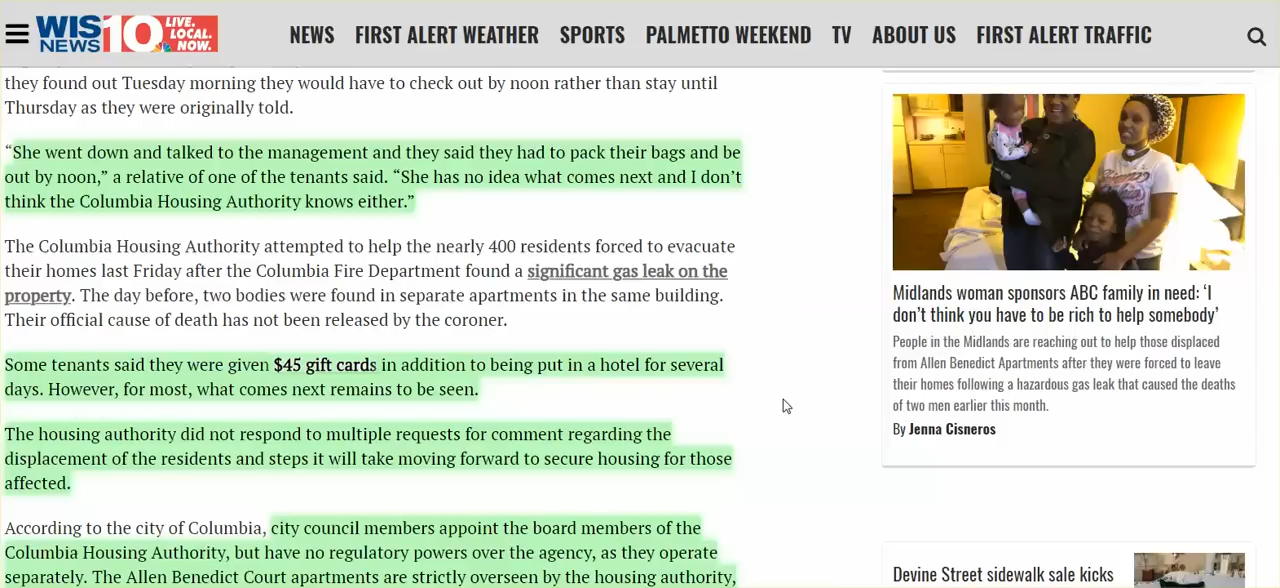 WIS NEWS 10 LIVE. LOCAL. NOW.
NEWS FIRST ALERT WEATHER SPORTS PALMETTO WEEKEND TV ABOUT US FIRST ALERT TRAFFIC
they found out Tuesday morning they would have to check out by noon rather than stay until
Thursday as they were originally told.
“She went down and talked to the management and they said they had to pack their bags and be
out by noon,” a relative of one of the tenants said. “She has no idea what comes next and I don’t
think the Columbia Housing Authority knows either.”
The Columbia Housing Authority attempted to help the nearly 400 residents forced to evacuate
their homes last Friday after the Columbia Fire Department found a significant gas leak on the
property. The day before, two bodies were found in separate apartments in the same building.
Their official cause of death has not been released by the coroner.
Some tenants said they were given $45 gift cards in addition to being put in a hotel for several
days. However, for most, what comes next remains to be seen.
The housing authority did not respond to multiple requests for comment regarding the
displacement of the residents and steps it will take moving forward to secure housing for those
affected.
According to the city of Columbia, city council members appoint the board members of the
Columbia Housing Authority, but have no regulatory powers over the agency, as they operate
separately. The Allen Benedict Court apartments are strictly overseen by the housing authority,
Midlands woman sponsors ABC family in need: ‘I
don’t think you have to be rich to help somebody’
People in the Midlands are reaching out to help those displaced
from Allen Benedict Apartments after they were forced to leave
their homes following a hazardous gas leak that caused the deaths
of two men earlier this month.
By Jenna Cisneros
Devine Street sidewalk sale kicks